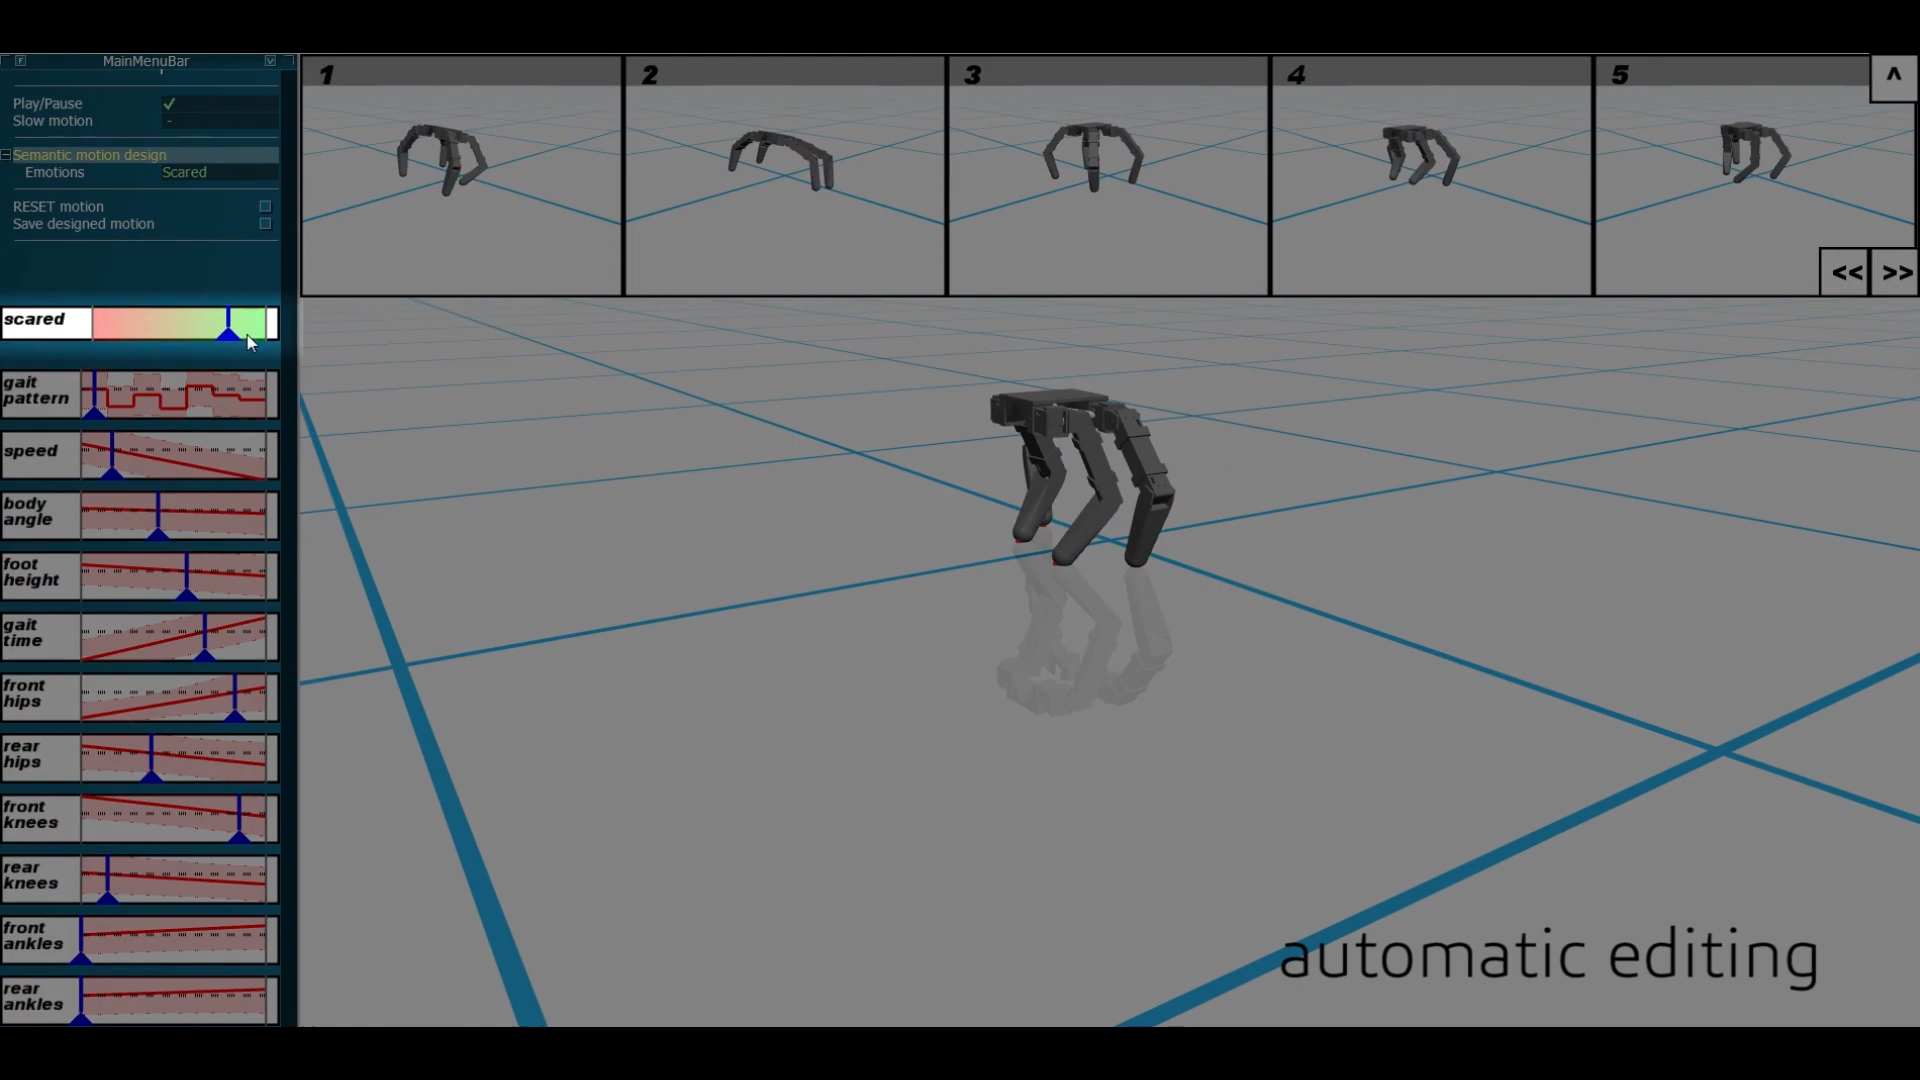 MainMenuBar
Play/Pause
Slow motion -
Semantic motion design
Emotions Scared
RESET motion
Save designed motion
scared
gait
pattern
speed
body
angle
foot
height
gait
time
front
hips
rear
hips
front
knees
rear
knees
front
ankles
rear
ankles
1 2 3 4 5
^
<< >>
automatic editing